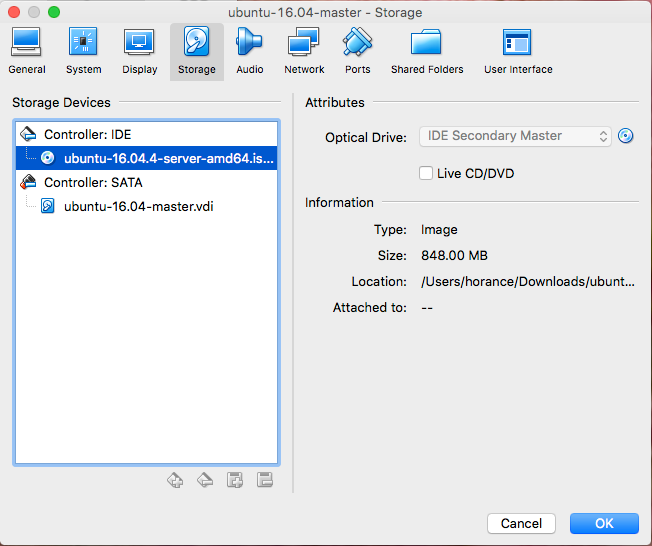 ubuntu-16.04-master - Storage
General System Display Storage Audio Network Ports Shared Folders User Interface
Storage Devices
Controller: IDE
ubuntu-16.04.4-server-amd64.is...
Controller: SATA
ubuntu-16.04-master.vdi
Attributes
Optical Drive: IDE Secondary Master
Live CD/DVD
Information
Type: Image
Size: 848.00 MB
Location: /Users/horance/Downloads/ubunt...
Attached to: --
Cancel OK